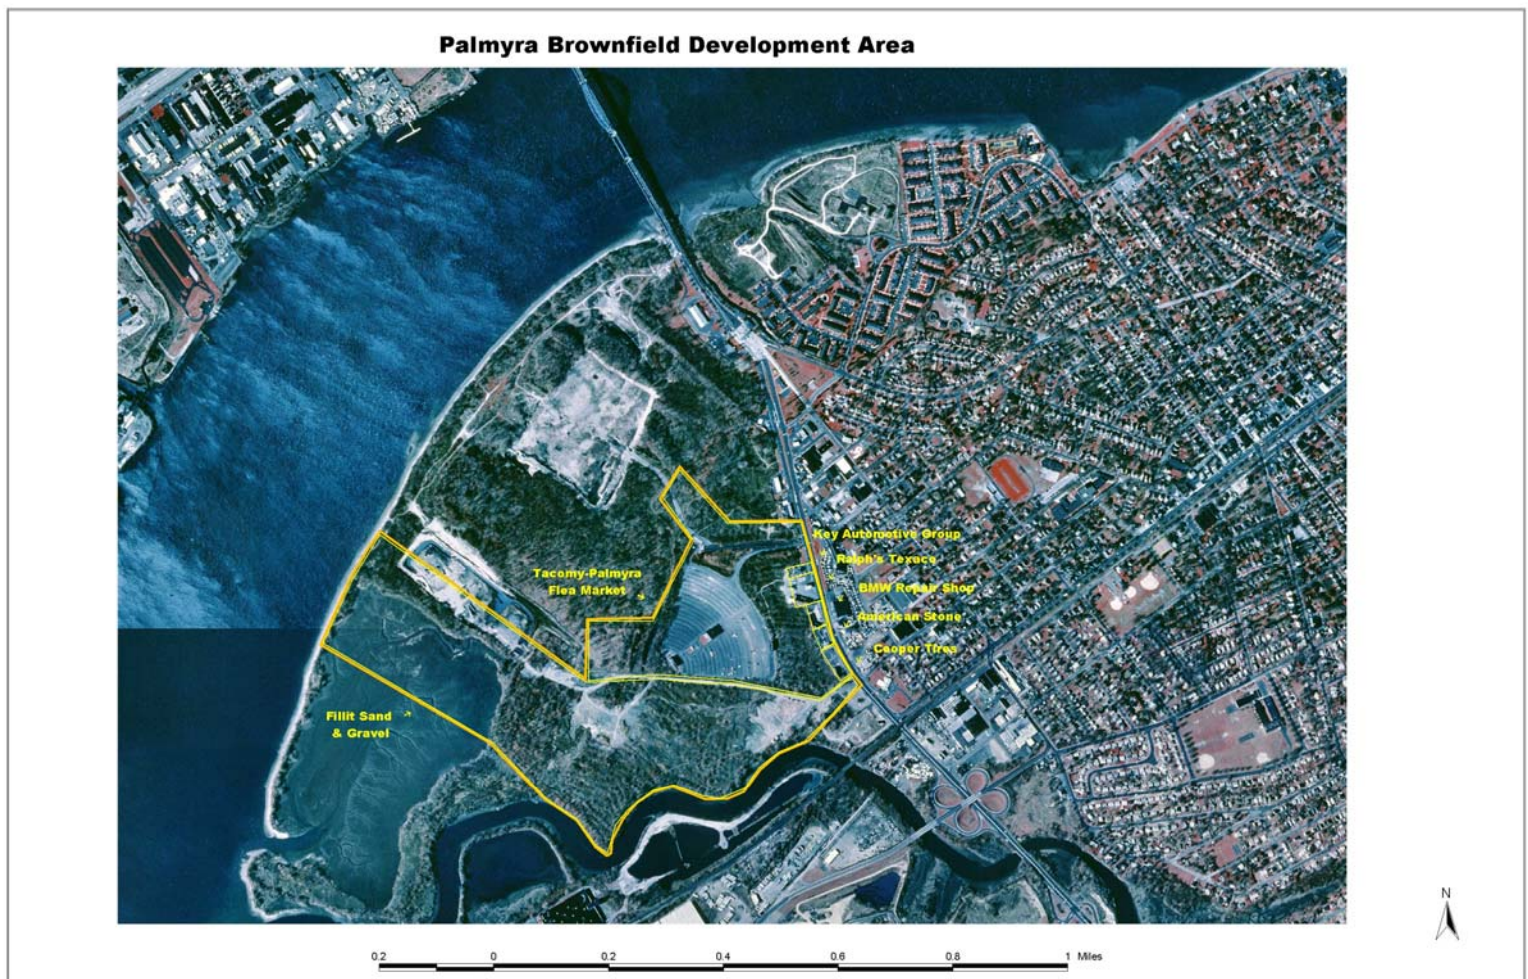 Palmyra Brownfield Development Area
Key Automotive Group
Ralph's Texaco
Tacomy-Palmyra
Flea Market
BMW Repair Shop
American Stone
Cooper Tires
Fillit Sand
& Gravel
N
0.2 0 0.2 0.4 0.6 0.8 1 Miles